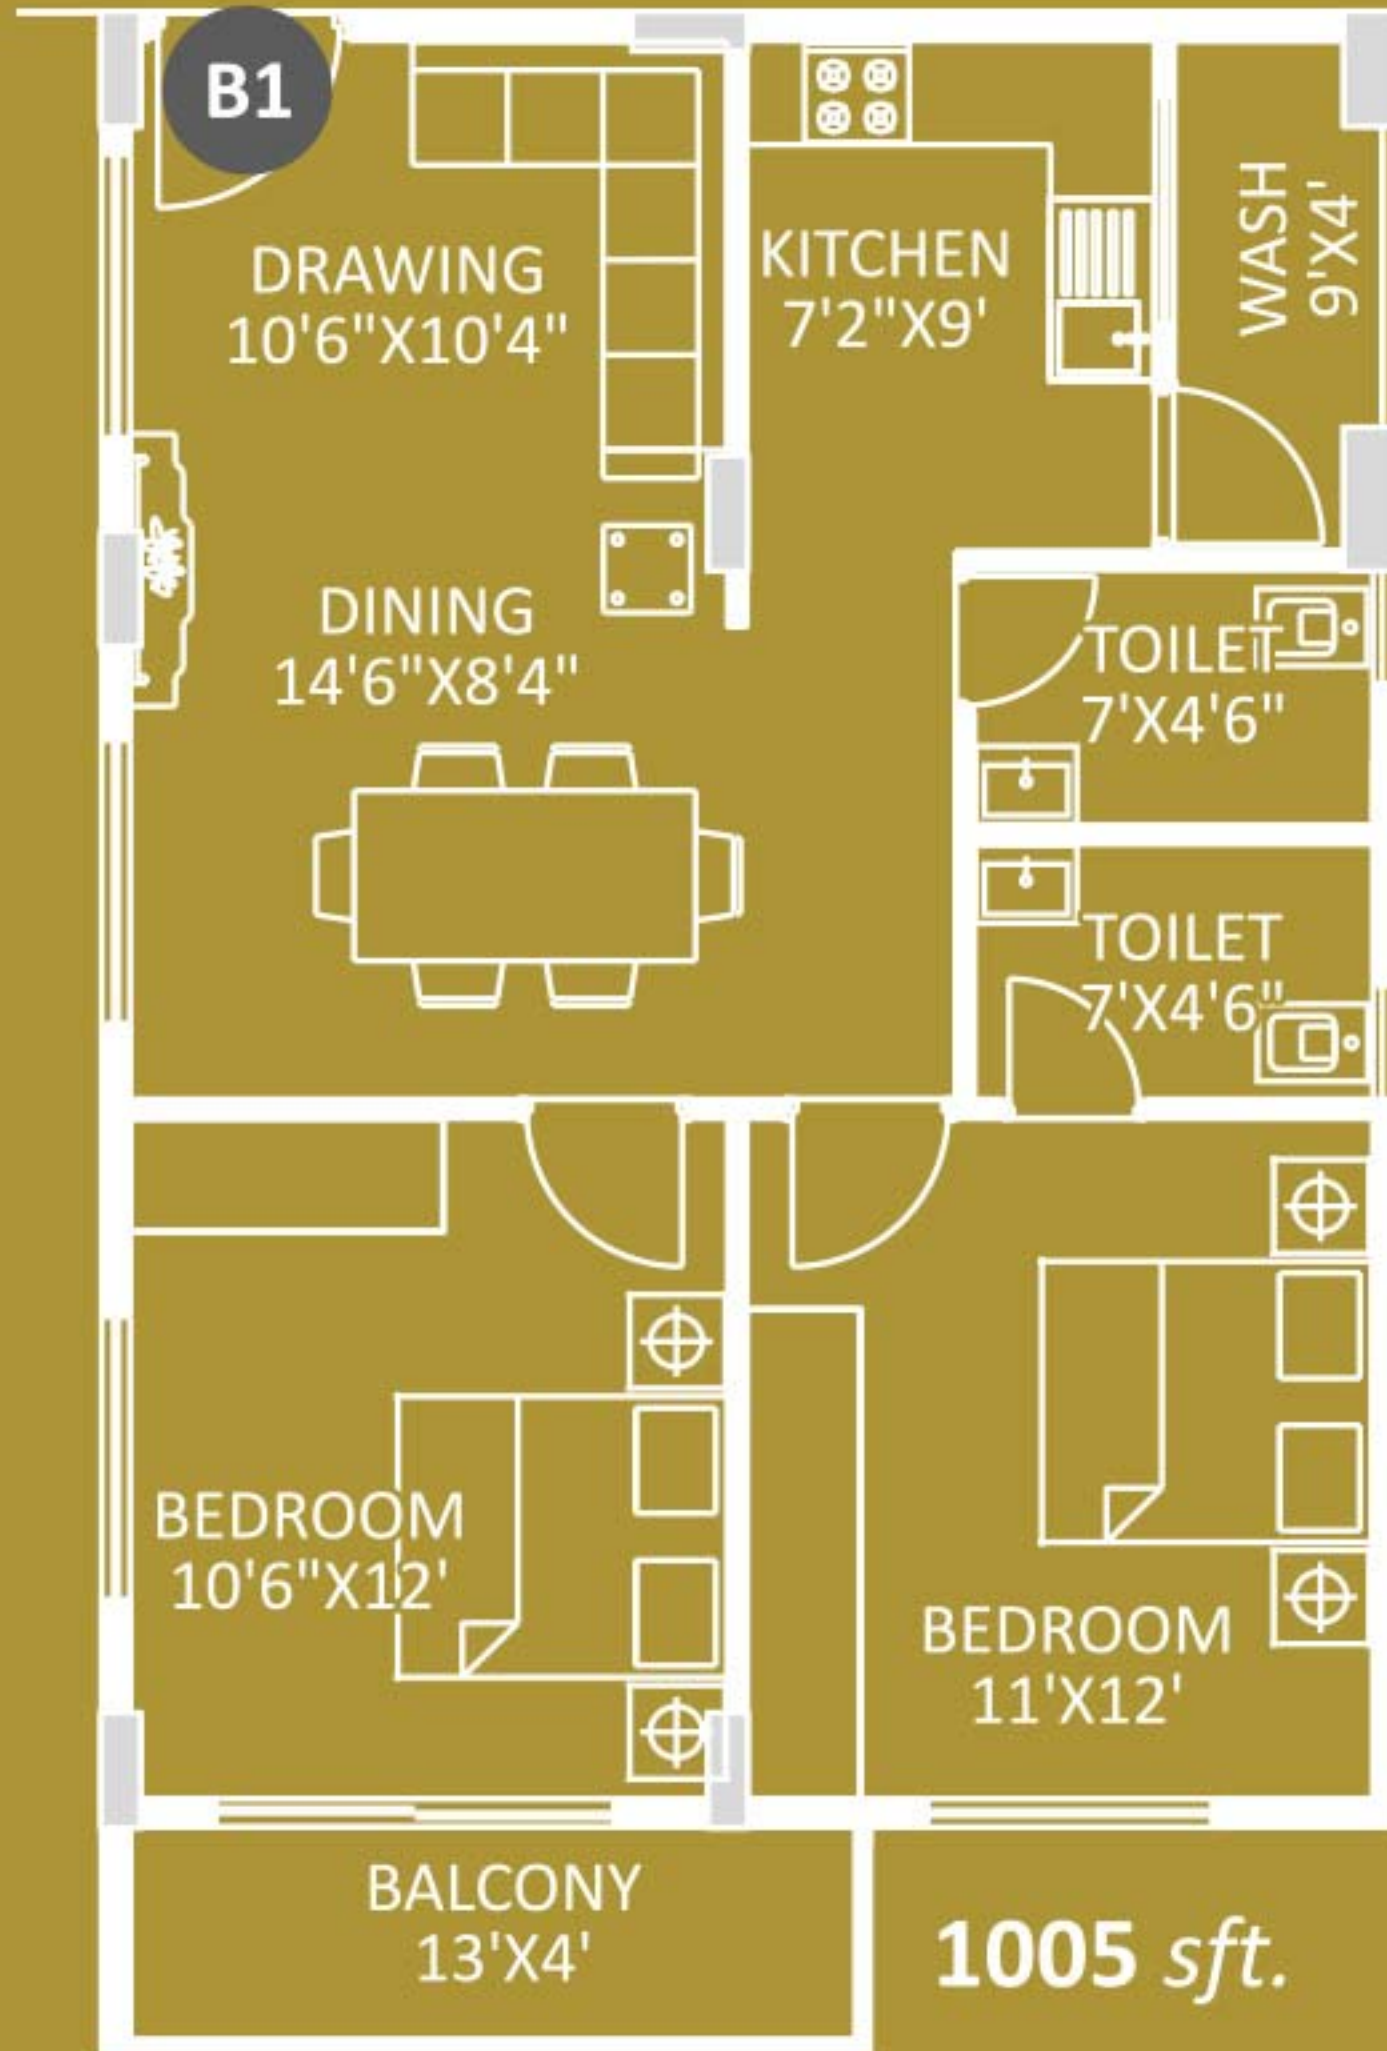 B1
DRAWING
10'6"X10'4"
KITCHEN
7'2"X9'
WASH
9'X4'
DINING
14'6"X8'4"
TOILET
7'X4'6"
TOILET
7'X4'6"
BEDROOM
10'6"X12'
BEDROOM
11'X12'
BALCONY
13'X4'
1005 sft.